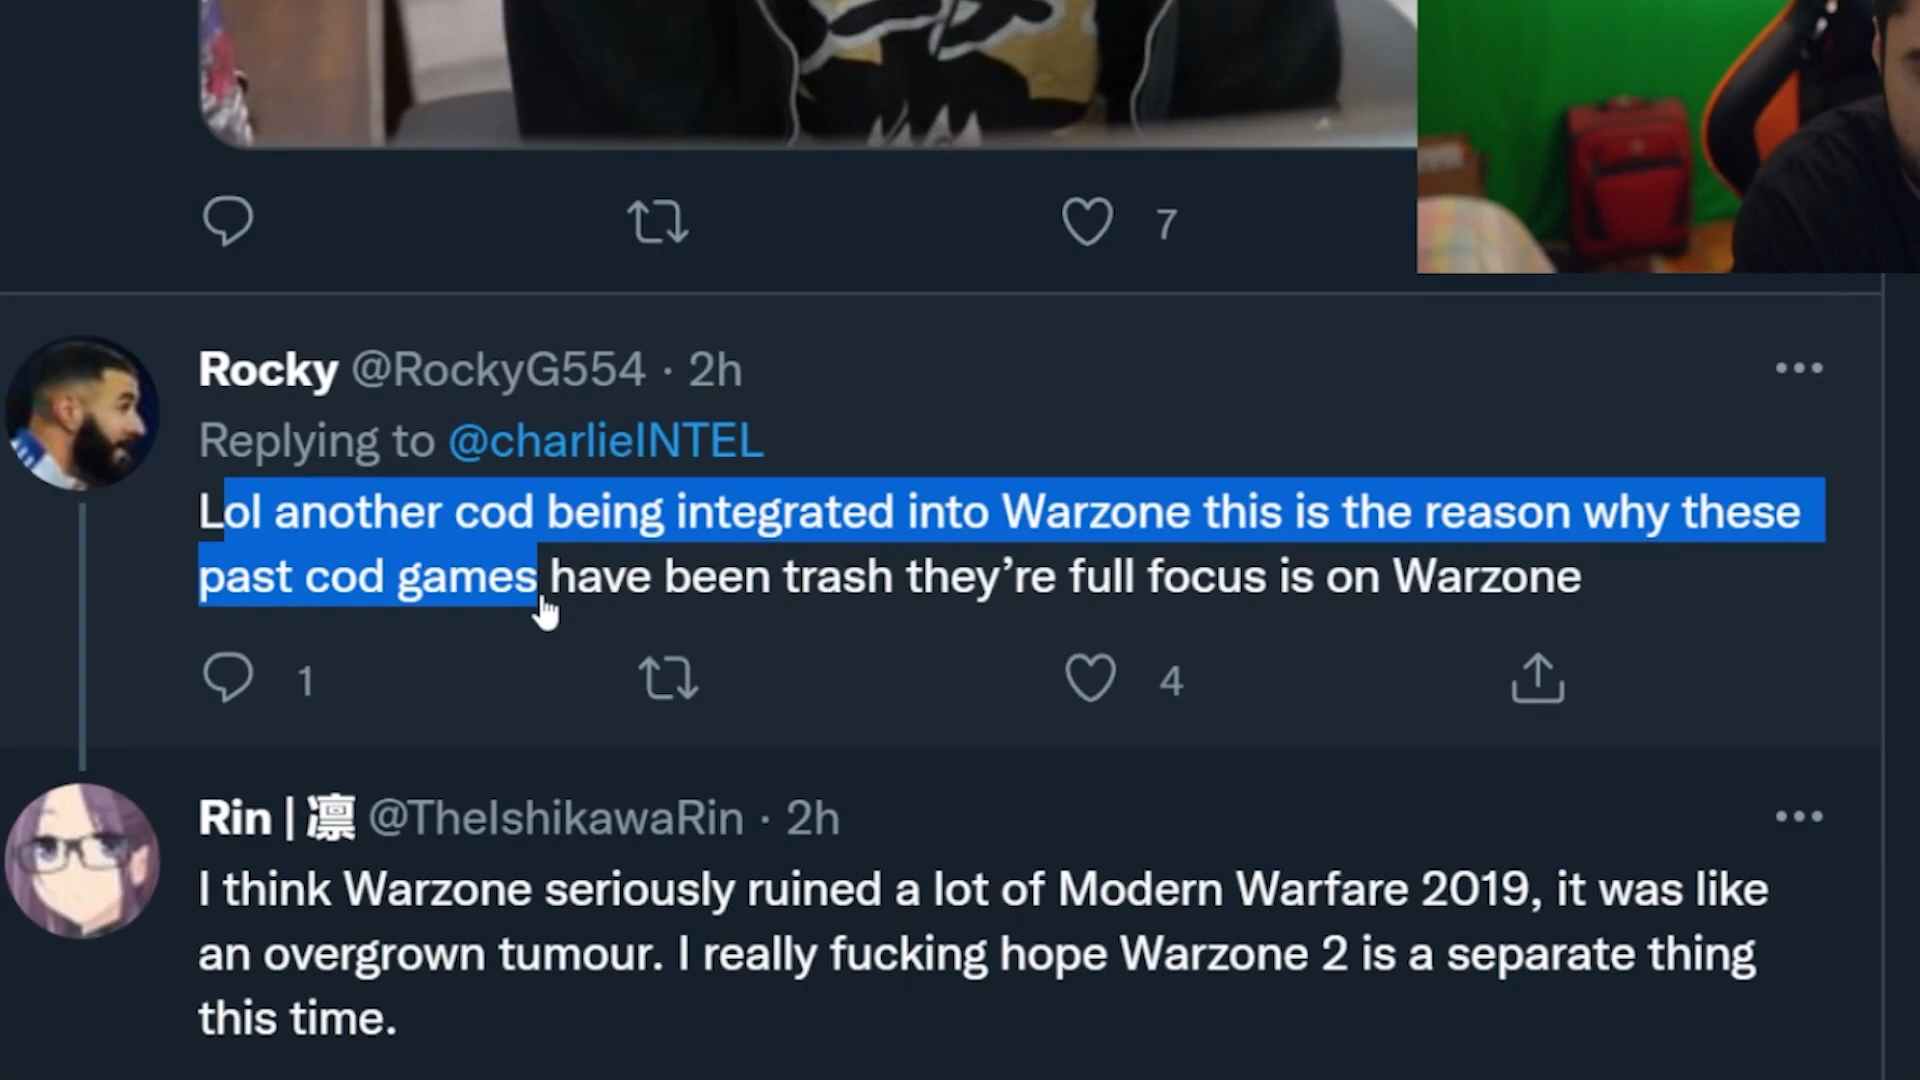 7
Rocky @RockyG554 · 2h
Replying to @charlieINTEL
Lol another cod being integrated into Warzone this is the reason why these
past cod games have been trash they’re full focus is on Warzone
1 4
Rin | 凛 @TheIshikawaRin · 2h
I think Warzone seriously ruined a lot of Modern Warfare 2019, it was like
an overgrown tumour. I really fucking hope Warzone 2 is a separate thing
this time.